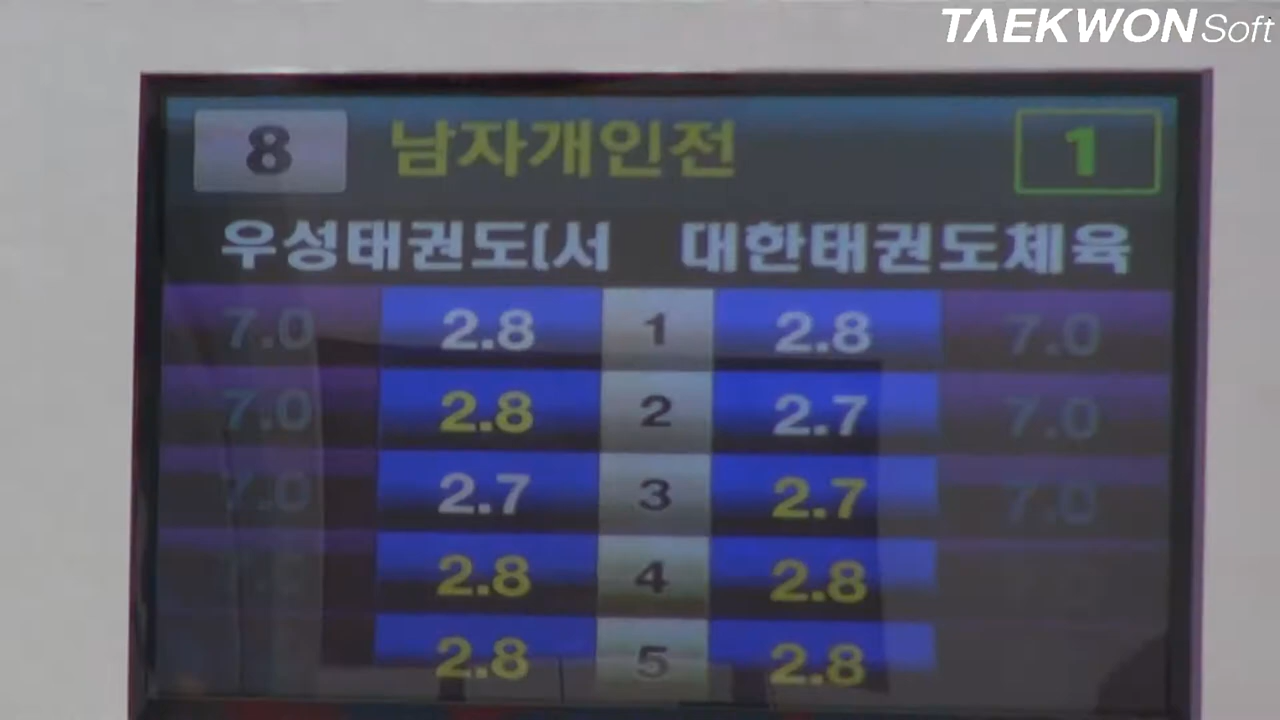 TAEKWON Soft
8 남자개인전 1
우성태권도(서 대한태권도체육
7.0 2.8 1 2.8 7.0
7.0 2.8 2 2.7 7.0
7.0 2.7 3 2.7 7.0
2.8 4 2.8
2.8 5 2.8